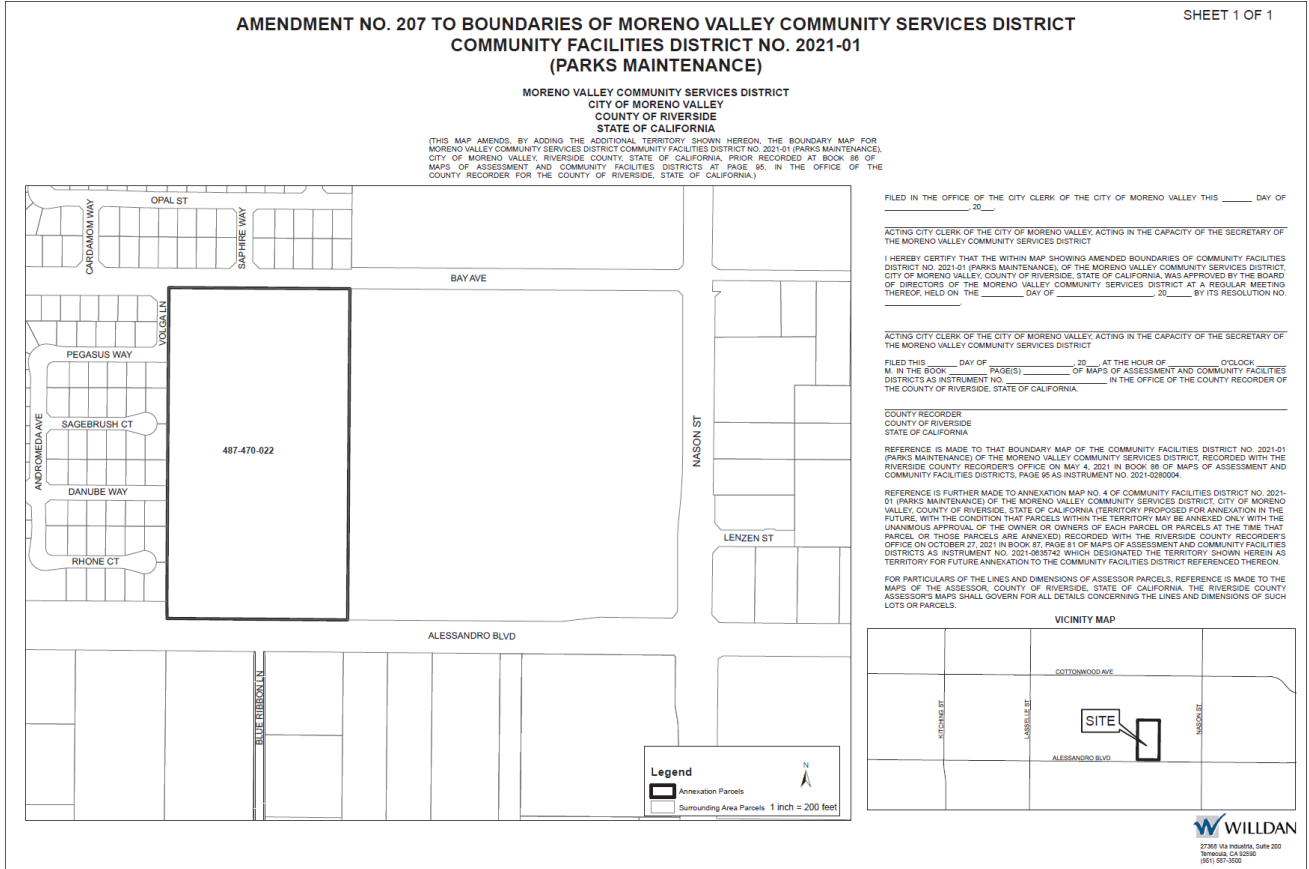 SHEET 1 OF 1
AMENDMENT NO. 207 TO BOUNDARIES OF MORENO VALLEY COMMUNITY SERVICES DISTRICT
COMMUNITY FACILITIES DISTRICT NO. 2021-01
(PARKS MAINTENANCE)
MORENO VALLEY COMMUNITY SERVICES DISTRICT
CITY OF MORENO VALLEY
COUNTY OF RIVERSIDE
STATE OF CALIFORNIA
(THIS MAP AMENDS, BY ADDING THE ADDITIONAL TERRITORY SHOWN HEREON, THE BOUNDARY MAP FOR
MORENO VALLEY COMMUNITY SERVICES DISTRICT COMMUNITY FACILITIES DISTRICT NO. 2021-01 (PARKS MAINTENANCE),
CITY OF MORENO VALLEY, RIVERSIDE COUNTY, STATE OF CALIFORNIA, PRIOR RECORDED AT BOOK 86 OF
MAPS OF ASSESSMENT AND COMMUNITY FACILITIES DISTRICTS AT PAGE 95, IN THE OFFICE OF THE
COUNTY RECORDER FOR THE COUNTY OF RIVERSIDE, STATE OF CALIFORNIA.)
OPAL ST
CARDAMOM WAY
SAPHIRE WAY
BAY AVE
VOLGA LN
PEGASUS WAY
SAGEBRUSH CT
ANDROMEDA AVE
487-470-022
NASON ST
DANUBE WAY
LENZEN ST
RHONE CT
ALESSANDRO BLVD
BLUE RIBBON LN
Legend
N
Annexation Parcels
Surrounding Area Parcels 1 inch = 200 feet
FILED IN THE OFFICE OF THE CITY CLERK OF THE CITY OF MORENO VALLEY THIS ______ DAY OF
__________________, 20___.
ACTING CITY CLERK OF THE CITY OF MORENO VALLEY, ACTING IN THE CAPACITY OF THE SECRETARY OF
THE MORENO VALLEY COMMUNITY SERVICES DISTRICT
I HEREBY CERTIFY THAT THE WITHIN MAP SHOWING AMENDED BOUNDARIES OF COMMUNITY FACILITIES
DISTRICT NO. 2021-01 (PARKS MAINTENANCE), OF THE MORENO VALLEY COMMUNITY SERVICES DISTRICT,
CITY OF MORENO VALLEY, COUNTY OF RIVERSIDE, STATE OF CALIFORNIA, WAS APPROVED BY THE BOARD
OF DIRECTORS OF THE MORENO VALLEY COMMUNITY SERVICES DISTRICT AT A REGULAR MEETING
THEREOF, HELD ON THE _________ DAY OF _____________________, 20_____ BY ITS RESOLUTION NO.
________________.
ACTING CITY CLERK OF THE CITY OF MORENO VALLEY, ACTING IN THE CAPACITY OF THE SECRETARY OF
THE MORENO VALLEY COMMUNITY SERVICES DISTRICT
FILED THIS ______ DAY OF __________________, 20___, AT THE HOUR OF ___________ O'CLOCK ______
M. IN THE BOOK ________ PAGE(S) __________ OF MAPS OF ASSESSMENT AND COMMUNITY FACILITIES
DISTRICTS AS INSTRUMENT NO. ______________________ IN THE OFFICE OF THE COUNTY RECORDER OF
THE COUNTY OF RIVERSIDE, STATE OF CALIFORNIA.
COUNTY RECORDER
COUNTY OF RIVERSIDE
STATE OF CALIFORNIA
REFERENCE IS MADE TO THAT BOUNDARY MAP OF THE COMMUNITY FACILITIES DISTRICT NO. 2021-01
(PARKS MAINTENANCE) OF THE MORENO VALLEY COMMUNITY SERVICES DISTRICT, RECORDED WITH THE
RIVERSIDE COUNTY RECORDER'S OFFICE ON MAY 4, 2021 IN BOOK 86 OF MAPS OF ASSESSMENT AND
COMMUNITY FACILITIES DISTRICTS, PAGE 95 AS INSTRUMENT NO. 2021-0280004.
REFERENCE IS FURTHER MADE TO ANNEXATION MAP NO. 4 OF COMMUNITY FACILITIES DISTRICT NO. 2021-
01 (PARKS MAINTENANCE) OF THE MORENO VALLEY COMMUNITY SERVICES DISTRICT, CITY OF MORENO
VALLEY, COUNTY OF RIVERSIDE, STATE OF CALIFORNIA (TERRITORY PROPOSED FOR ANNEXATION IN THE
FUTURE, WITH THE CONDITION THAT PARCELS WITHIN THE TERRITORY MAY BE ANNEXED ONLY WITH THE
UNANIMOUS APPROVAL OF THE OWNER OR OWNERS OF EACH PARCEL OR PARCELS AT THE TIME THAT
PARCEL OR THOSE PARCELS ARE ANNEXED) RECORDED WITH THE RIVERSIDE COUNTY RECORDER'S
OFFICE ON OCTOBER 27, 2021 IN BOOK 87, PAGE 81 OF MAPS OF ASSESSMENT AND COMMUNITY FACILITIES
DISTRICTS AS INSTRUMENT NO. 2021-0635742 WHICH DESIGNATED THE TERRITORY SHOWN HEREIN AS
TERRITORY FOR FUTURE ANNEXATION TO THE COMMUNITY FACILITIES DISTRICT REFERENCED THEREON.
FOR PARTICULARS OF THE LINES AND DIMENSIONS OF ASSESSOR PARCELS, REFERENCE IS MADE TO THE
MAPS OF THE ASSESSOR, COUNTY OF RIVERSIDE, STATE OF CALIFORNIA. THE RIVERSIDE COUNTY
ASSESSOR'S MAPS SHALL GOVERN FOR ALL DETAILS CONCERNING THE LINES AND DIMENSIONS OF SUCH
LOTS OR PARCELS.
VICINITY MAP
COTTONWOOD AVE
KITCHING ST
LASSELLE ST
NASON ST
SITE
ALESSANDRO BLVD
WILLDAN
27368 Via Industria, Suite 200
Temecula, CA 92590
(951) 587-3500